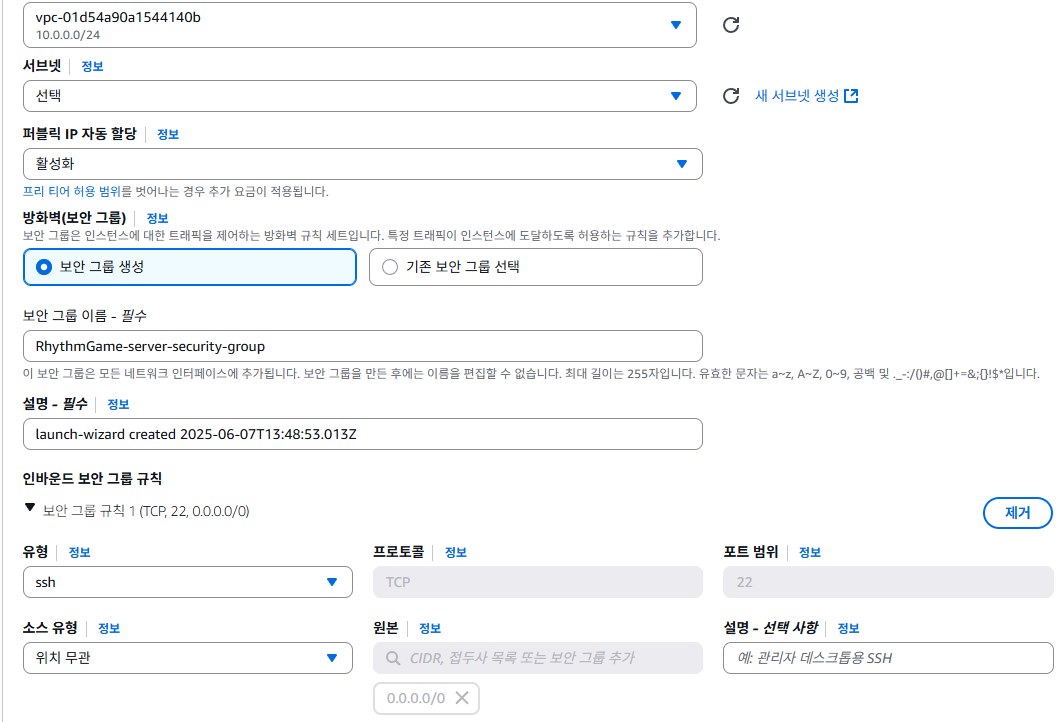 vpc-01d54a90a1544140b
10.0.0.0/24
서브넷 정보
선택
새 서브넷 생성
퍼블릭 IP 자동 할당 정보
활성화
프리 티어 허용 범위를 벗어나는 경우 추가 요금이 적용됩니다.
방화벽(보안 그룹) 정보
보안 그룹은 인스턴스에 대한 트래픽을 제어하는 방화벽 규칙 세트입니다. 특정 트래픽이 인스턴스에 도달하도록 허용하는 규칙을 추가합니다.
보안 그룹 생성 기존 보안 그룹 선택
보안 그룹 이름 - 필수
RhythmGame-server-security-group
이 보안 그룹은 모든 네트워크 인터페이스에 추가됩니다. 보안 그룹을 만든 후에는 이름을 편집할 수 없습니다. 최대 길이는 255자입니다. 유효한 문자는 a~z, A~Z, 0~9, 공백 및 ._-:/()#,@[]+=&;{}!$*입니다.
설명 - 필수 정보
launch-wizard created 2025-06-07T13:48:53.013Z
인바운드 보안 그룹 규칙
보안 그룹 규칙 1 (TCP, 22, 0.0.0.0/0) 제거
유형 정보 프로토콜 정보 포트 범위 정보
ssh TCP 22
소스 유형 정보 원본 정보 설명 - 선택 사항 정보
위치 무관 CIDR, 접두사 목록 또는 보안 그룹 추가 예: 관리자 데스크톱용 SSH
0.0.0.0/0